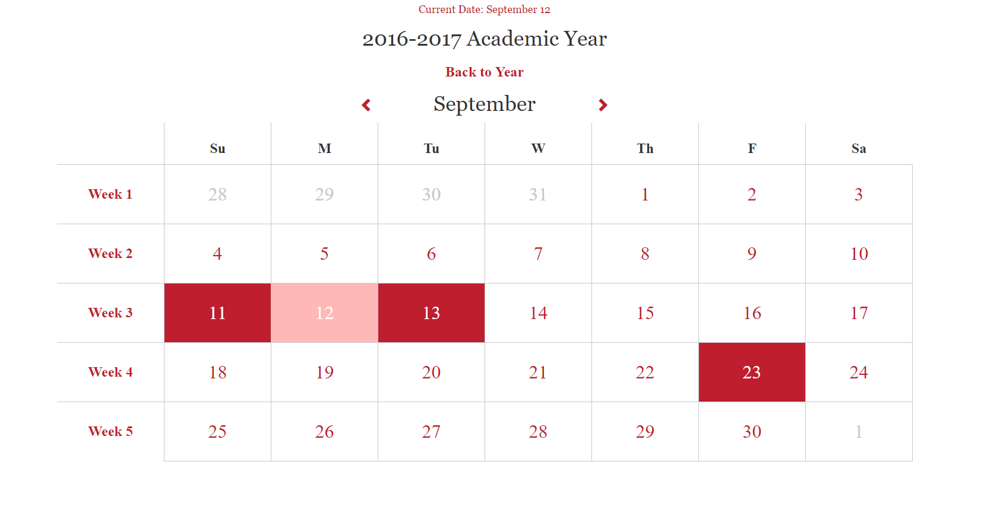 Current Date: September 12
2016-2017 Academic Year
Back to Year
September
Su M Tu W Th F Sa
Week 1 28 29 30 31 1 2 3
Week 2 4 5 6 7 8 9 10
Week 3 11 12 13 14 15 16 17
Week 4 18 19 20 21 22 23 24
Week 5 25 26 27 28 29 30 1